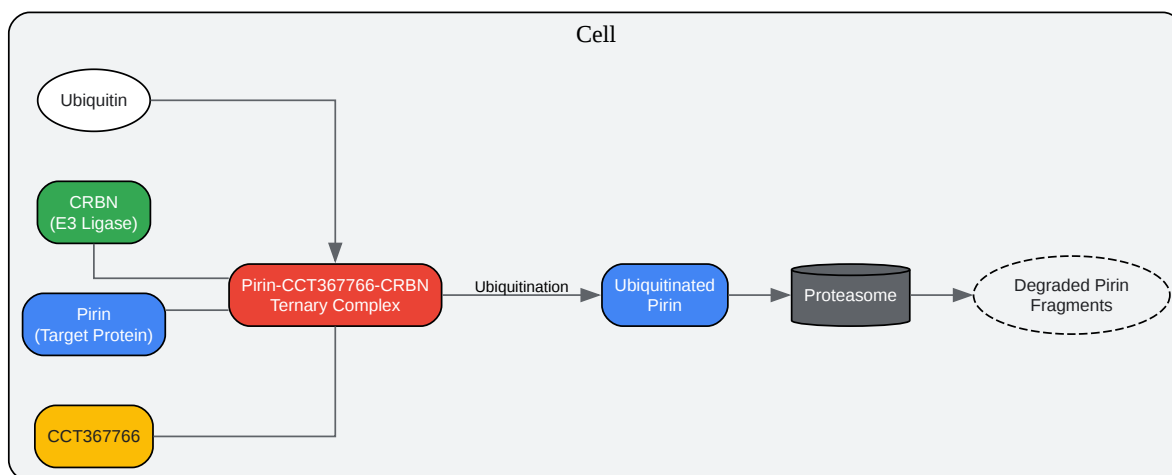 Cell
Ubiquitin
CRBN
(E3 Ligase)
Pirin
(Target Protein)
CCT367766
Pirin-CCT367766-CRBN
Ternary Complex
Ubiquitination
Ubiquitinated
Pirin
Proteasome
Degraded Pirin
Fragments